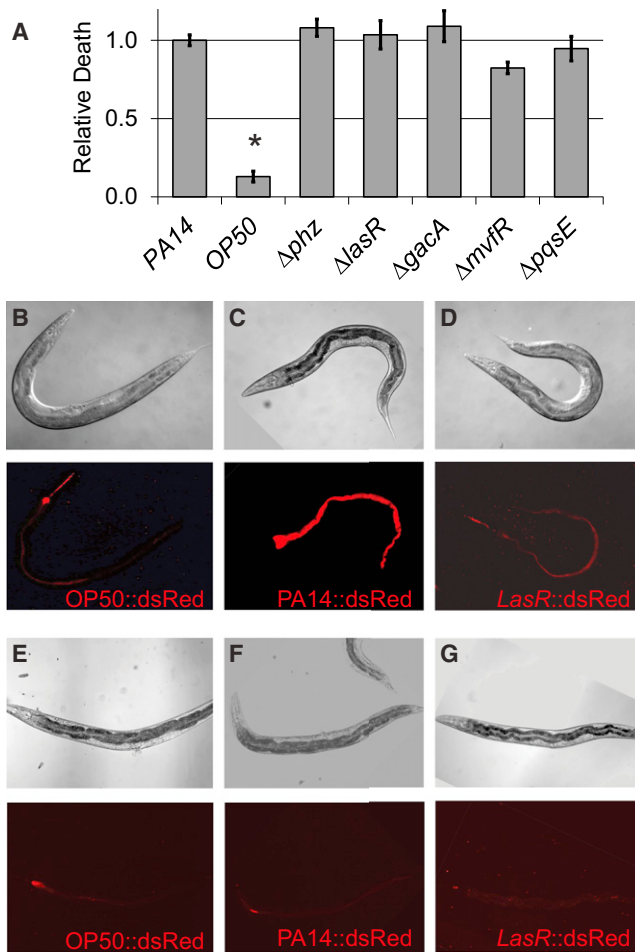 A
Relative Death
1.0
0.5
0.0
*
PA14
OP50
Δphz
ΔlasR
ΔgacA
ΔmvfR
ΔpqsE
B
C
D
OP50::dsRed
PA14::dsRed
LasR::dsRed
E
F
G
OP50::dsRed
PA14::dsRed
LasR::dsRed